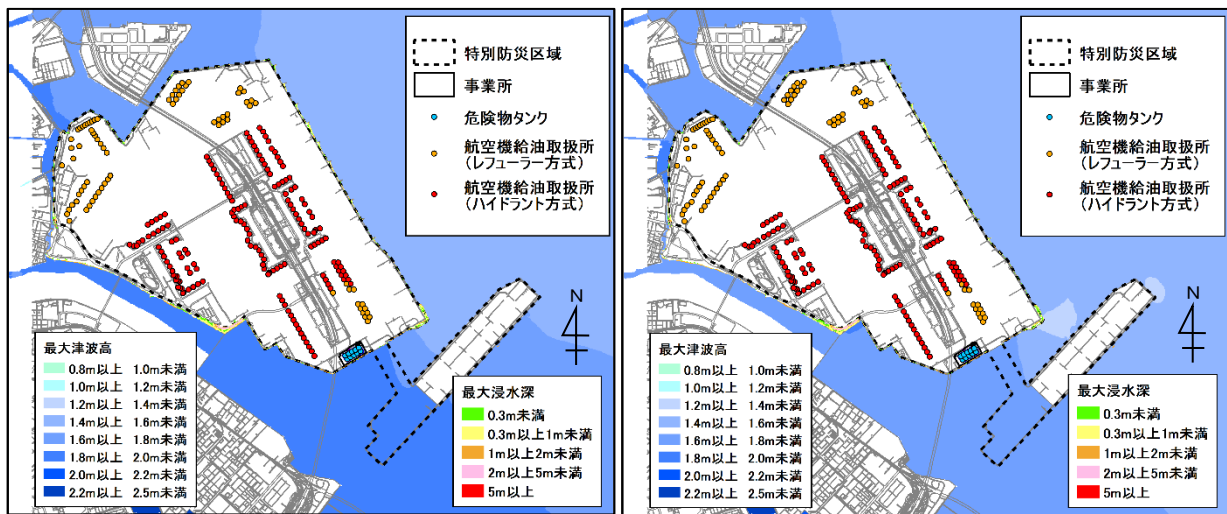 特別防災区域
事業所
危険物タンク
航空機給油取扱所
(レフューラー方式)
航空機給油取扱所
(ハイドラント方式)
N
最大津波高
0.8m以上 1.0m未満
1.0m以上 1.2m未満
1.2m以上 1.4m未満
1.4m以上 1.6m未満
1.6m以上 1.8m未満
1.8m以上 2.0m未満
2.0m以上 2.2m未満
2.2m以上 2.5m未満
最大浸水深
0.3m未満
0.3m以上1m未満
1m以上2m未満
2m以上5m未満
5m以上
特別防災区域
事業所
危険物タンク
航空機給油取扱所
(レフューラー方式)
航空機給油取扱所
(ハイドラント方式)
N
最大津波高
0.8m以上 1.0m未満
1.0m以上 1.2m未満
1.2m以上 1.4m未満
1.4m以上 1.6m未満
1.6m以上 1.8m未満
1.8m以上 2.0m未満
2.0m以上 2.2m未満
2.2m以上 2.5m未満
最大浸水深
0.3m未満
0.3m以上1m未満
1m以上2m未満
2m以上5m未満
5m以上